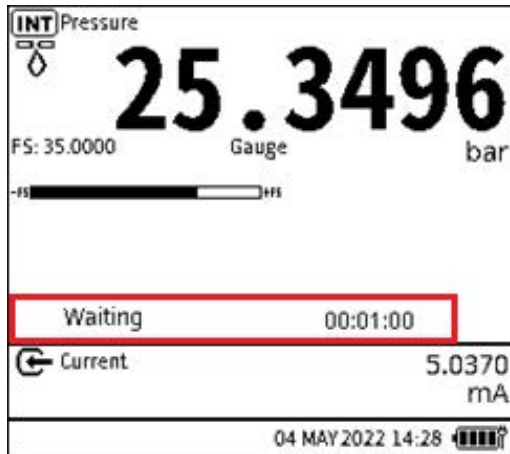 INT Pressure
25.3496
FS: 35.0000 Gauge bar
-FS +FS
Waiting 00:01:00
Current 5.0370
mA
04 MAY 2022 14:28